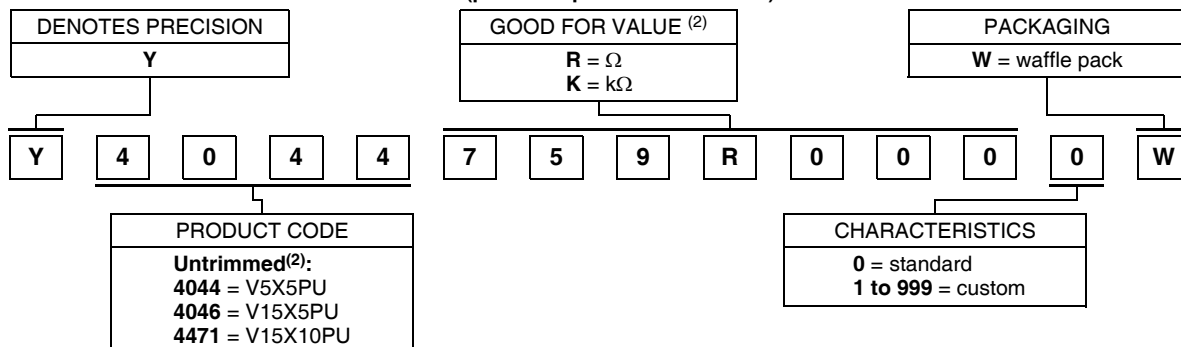 DENOTES PRECISION
Y
GOOD FOR VALUE (2)
R = Ω
K = kΩ
PACKAGING
W = waffle pack
Y 4 0 4 4 7 5 9 R 0 0 0 0 W
PRODUCT CODE
Untrimmed(2):
4044 = V5X5PU
4046 = V15X5PU
4471 = V15X10PU
CHARACTERISTICS
0 = standard
1 to 999 = custom